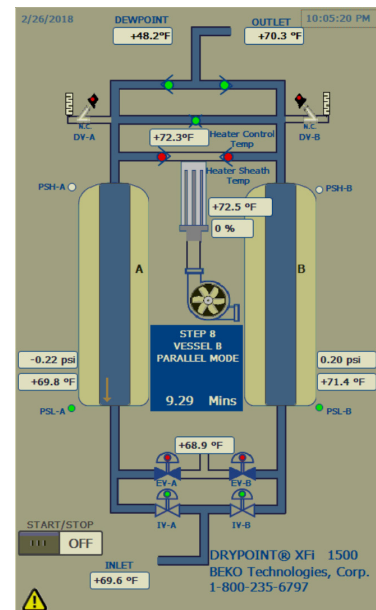 2/26/2018
DEWPOINT
+48.2°F
OUTLET
+70.3°F
10:05:20 PM
N.C.
DV-A
N.C.
DV-B
+72.3°F
Heater Control
Temp
Heater Sheath
Temp
+72.5 °F
0 %
PSH-A
PSH-B
A
B
STEP 8
VESSEL B
PARALLEL MODE
9.29 Mins
-0.22 psi
+69.8 °F
PSL-A
0.20 psi
+71.4 °F
PSL-B
+68.9 °F
EV-A
EV-B
IV-A
IV-B
START/STOP
OFF
INLET
+69.6 °F
DRYPOINT® XFi 1500
BEKO Technologies, Corp.
1-800-235-6797